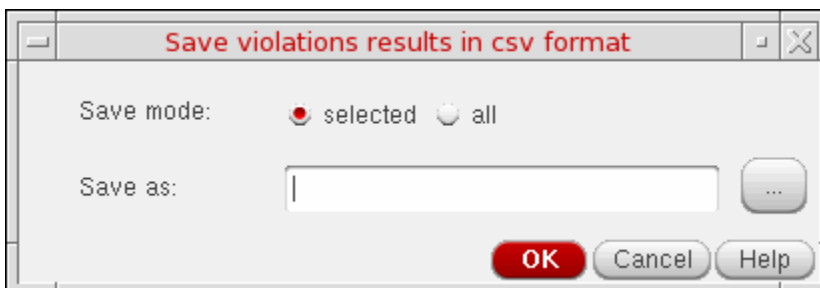 Save violations results in csv format
Save mode: selected all
Save as: ...
OK Cancel Help